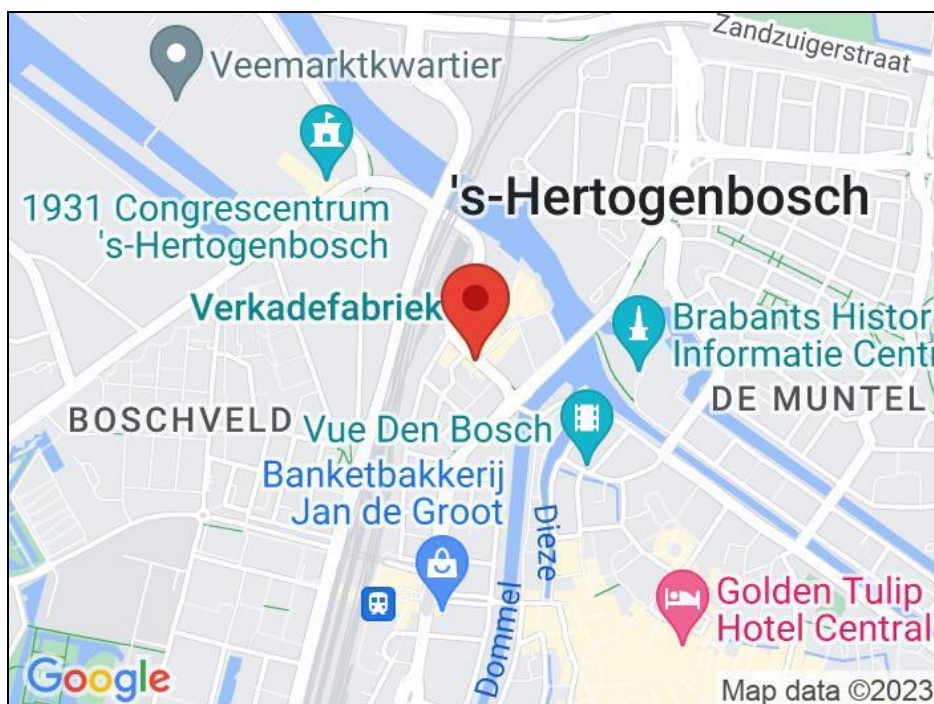 Zandzuigerstraat
Veemarktkwartier
1931 Congrescentrum
's-Hertogenbosch
's-Hertogenbosch
Verkadefabriek
Brabants Histor
Informatie Centr
DE MUNTEL
BOSCHVELD
Vue Den Bosch
Banketbakkerij
Jan de Groot
Dieze
Dommel
Golden Tulip
Hotel Central
Google
Map data ©2023